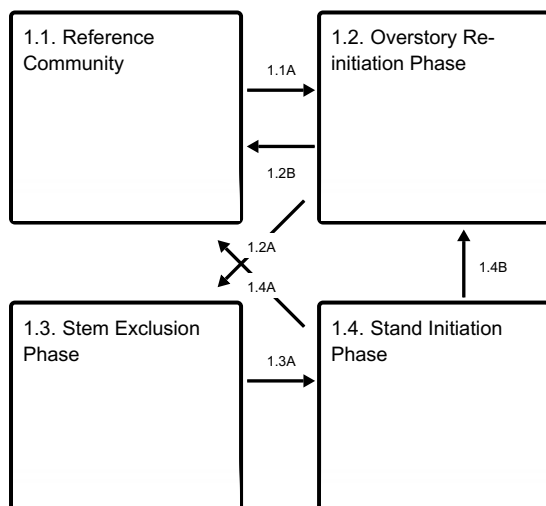 1.1. Reference
Community
1.2. Overstory Re-
initiation Phase
1.1A
1.2B
1.2A
1.4A
1.4B
1.3. Stem Exclusion
Phase
1.4. Stand Initiation
Phase
1.3A